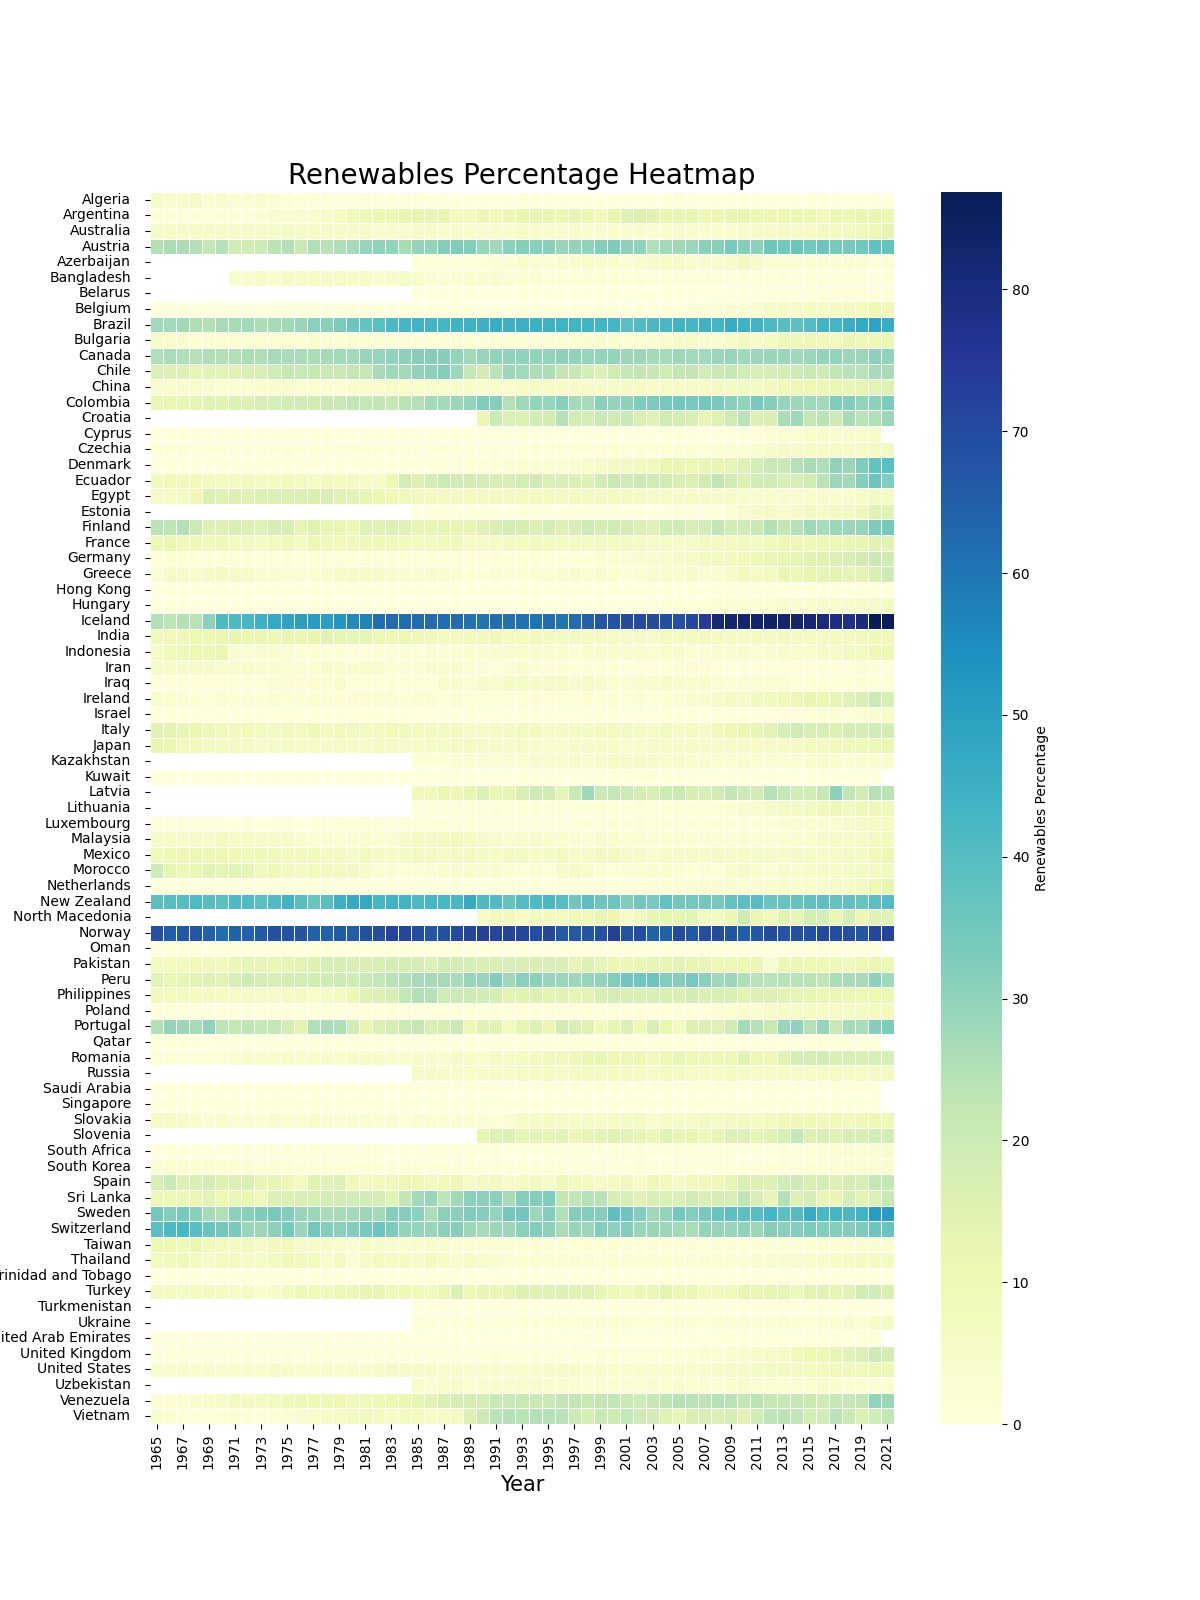 Renewables Percentage Heatmap
Algeria
Argentina
Australia
Austria
Azerbaijan
Bangladesh
Belarus
Belgium
Brazil
Bulgaria
Canada
Chile
China
Colombia
Croatia
Cyprus
Czechia
Denmark
Ecuador
Egypt
Estonia
Finland
France
Germany
Greece
Hong Kong
Hungary
Iceland
India
Indonesia
Iran
Iraq
Ireland
Israel
Italy
Japan
Kazakhstan
Kuwait
Latvia
Lithuania
Luxembourg
Malaysia
Mexico
Morocco
Netherlands
New Zealand
North Macedonia
Norway
Oman
Pakistan
Peru
Philippines
Poland
Portugal
Qatar
Romania
Russia
Saudi Arabia
Singapore
Slovakia
Slovenia
South Africa
South Korea
Spain
Sri Lanka
Sweden
Switzerland
Taiwan
Thailand
rinidad and Tobago
Turkey
Turkmenistan
Ukraine
ited Arab Emirates
United Kingdom
United States
Uzbekistan
Venezuela
Vietnam
1965 1967 1969 1971 1973 1975 1977 1979 1981 1983 1985 1987 1989 1991 1993 1995 1997 1999 2001 2003 2005 2007 2009 2011 2013 2015 2017 2019 2021
Year
80
70
60
50
40
30
20
10
0
Renewables Percentage